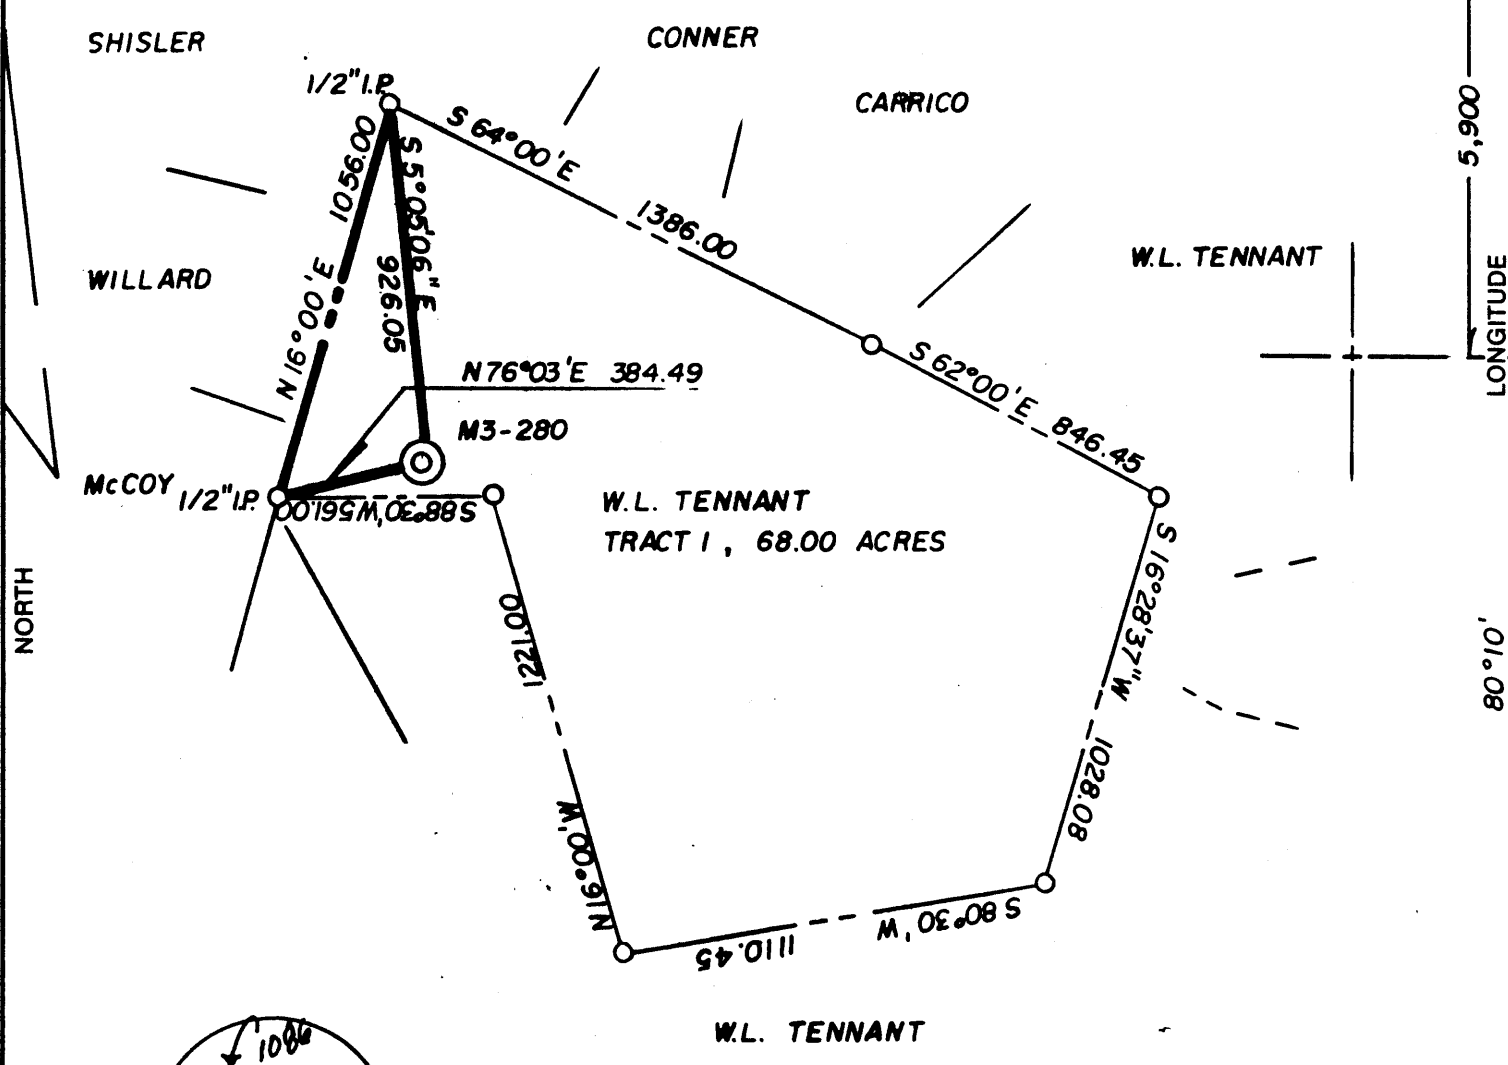 SHISLER
CONNER
1/2" I.P.
CARRICO
5,900
S 64°00'E
1386.00
1056.00
N 16°00'E
S 5°05'06" E
926.05
W.L. TENNANT
LONGITUDE
WILLARD
N 76°03'E 384.49
S 62°00'E 846.45
M3-280
McCOY
1/2" I.P.
S 88°30'W 561.00
W.L. TENNANT
TRACT 1, 68.00 ACRES
NORTH
S 16°28'37" W
1028.08
80°10'
1221.00
N 16°00'W
S 80°30'W
1110.45
W.L. TENNANT